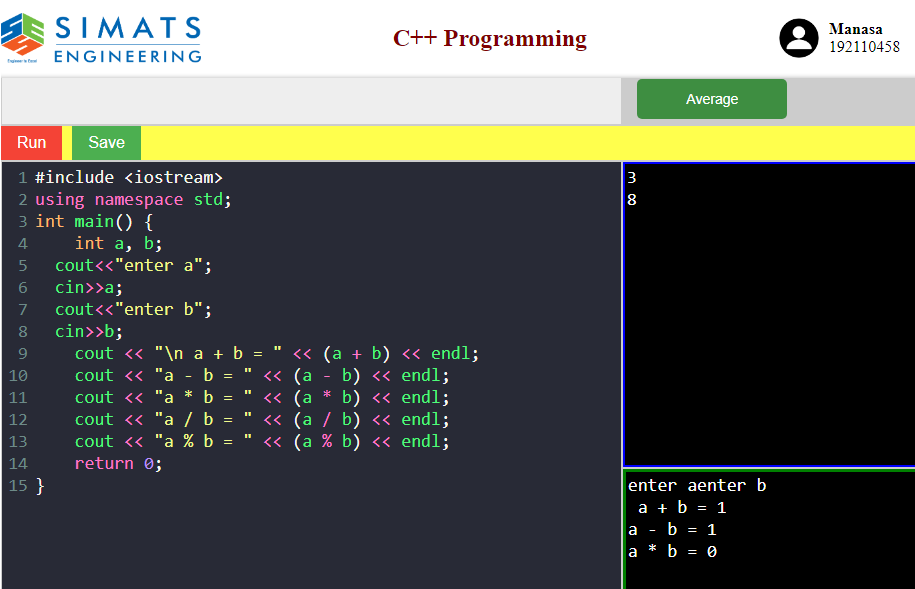 SIMATS
ENGINEERING
Engineer to Excel
C++ Programming
Manasa
192110458
Average
Run
Save
1 #include <iostream>
2 using namespace std;
3 int main() {
4     int a, b;
5   cout<<"enter a";
6   cin>>a;
7   cout<<"enter b";
8   cin>>b;
9     cout << "\n a + b = " << (a + b) << endl;
10     cout << "a - b = " << (a - b) << endl;
11     cout << "a * b = " << (a * b) << endl;
12     cout << "a / b = " << (a / b) << endl;
13     cout << "a % b = " << (a % b) << endl;
14     return 0;
15 }
3
8
enter aenter b
 a + b = 1
a - b = 1
a * b = 0